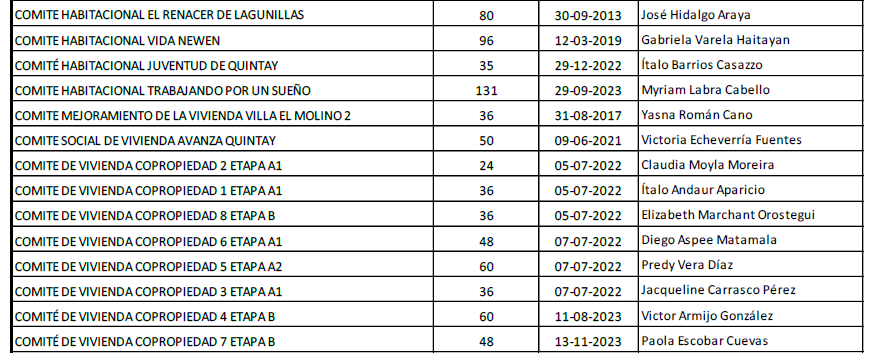 COMITE HABITACIONAL EL RENACER DE LAGUNILLAS 80 30-09-2013 José Hidalgo Araya
COMITE HABITACIONAL VIDA NEWEN 96 12-03-2019 Gabriela Varela Haitayan
COMITÉ HABITACIONAL JUVENTUD DE QUINTAY 35 29-12-2022 Ítalo Barrios Casazzo
COMITE HABITACIONAL TRABAJANDO POR UN SUEÑO 131 29-09-2023 Myriam Labra Cabello
COMITE MEJORAMIENTO DE LA VIVIENDA VILLA EL MOLINO 2 36 31-08-2017 Yasna Román Cano
COMITE SOCIAL DE VIVIENDA AVANZA QUINTAY 50 09-06-2021 Victoria Echeverría Fuentes
COMITE DE VIVIENDA COPROPIEDAD 2 ETAPA A1 24 05-07-2022 Claudia Moyla Moreira
COMITE DE VIVIENDA COPROPIEDAD 1 ETAPA A1 36 05-07-2022 Ítalo Andaur Aparicio
COMITE DE VIVIENDA COPROPIEDAD 8 ETAPA B 36 05-07-2022 Elizabeth Marchant Orostegui
COMITE DE VIVIENDA COPROPIEDAD 6 ETAPA A1 48 07-07-2022 Diego Aspee Matamala
COMITE DE VIVIENDA COPROPIEDAD 5 ETAPA A2 60 07-07-2022 Predy Vera Díaz
COMITE DE VIVIENDA COPROPIEDAD 3 ETAPA A1 36 07-07-2022 Jacqueline Carrasco Pérez
COMITÉ DE VIVIENDA COPROPIEDAD 4 ETAPA B 60 11-08-2023 Victor Armijo González
COMITÉ DE VIVIENDA COPROPIEDAD 7 ETAPA B 48 13-11-2023 Paola Escobar Cuevas